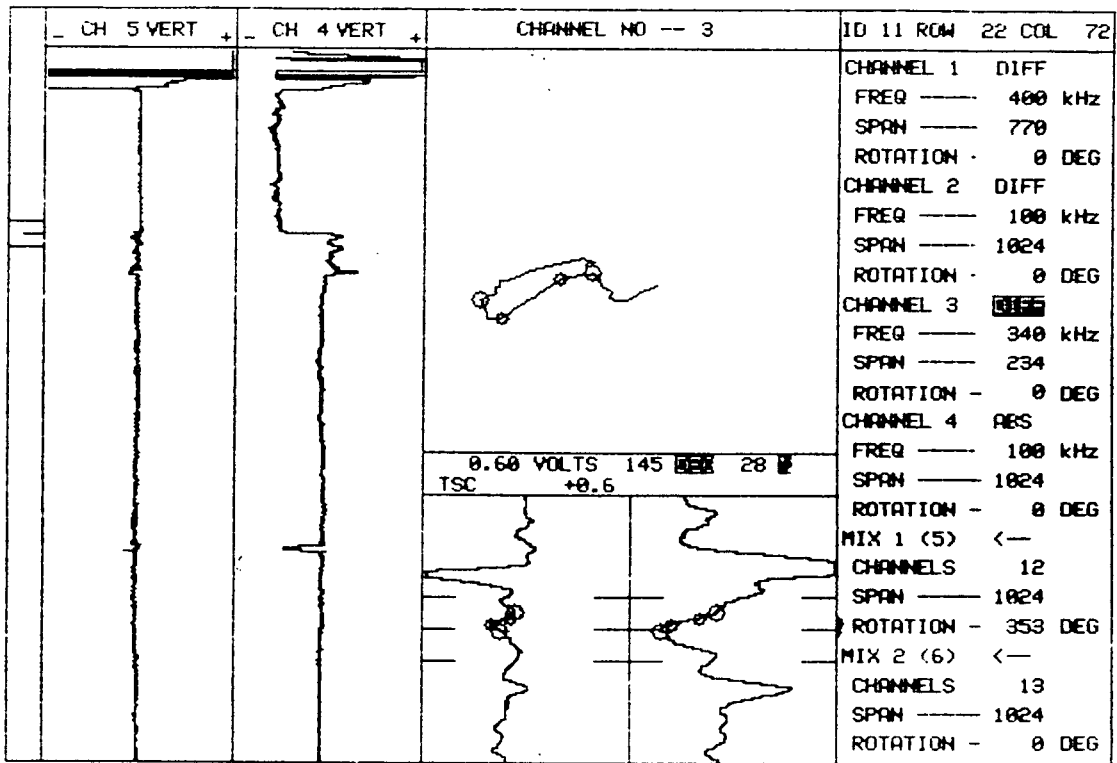 _ CH 5 VERT +
_ CH 4 VERT +
CHANNEL NO -- 3
ID 11 ROW 22 COL 72
CHANNEL 1 DIFF
FREQ ---- 400 kHz
SPAN ---- 770
ROTATION - 0 DEG
CHANNEL 2 DIFF
FREQ ---- 100 kHz
SPAN ---- 1024
ROTATION - 0 DEG
CHANNEL 3 DIFF
FREQ ---- 340 kHz
SPAN ---- 234
ROTATION - 0 DEG
CHANNEL 4 ABS
FREQ ---- 100 kHz
SPAN ---- 1024
ROTATION - 0 DEG
MIX 1 (5) <--
CHANNELS 12
SPAN ---- 1024
ROTATION - 353 DEG
MIX 2 (6) <--
CHANNELS 13
SPAN ---- 1024
ROTATION - 0 DEG
0.60 VOLTS 145 28
TSC +0.6